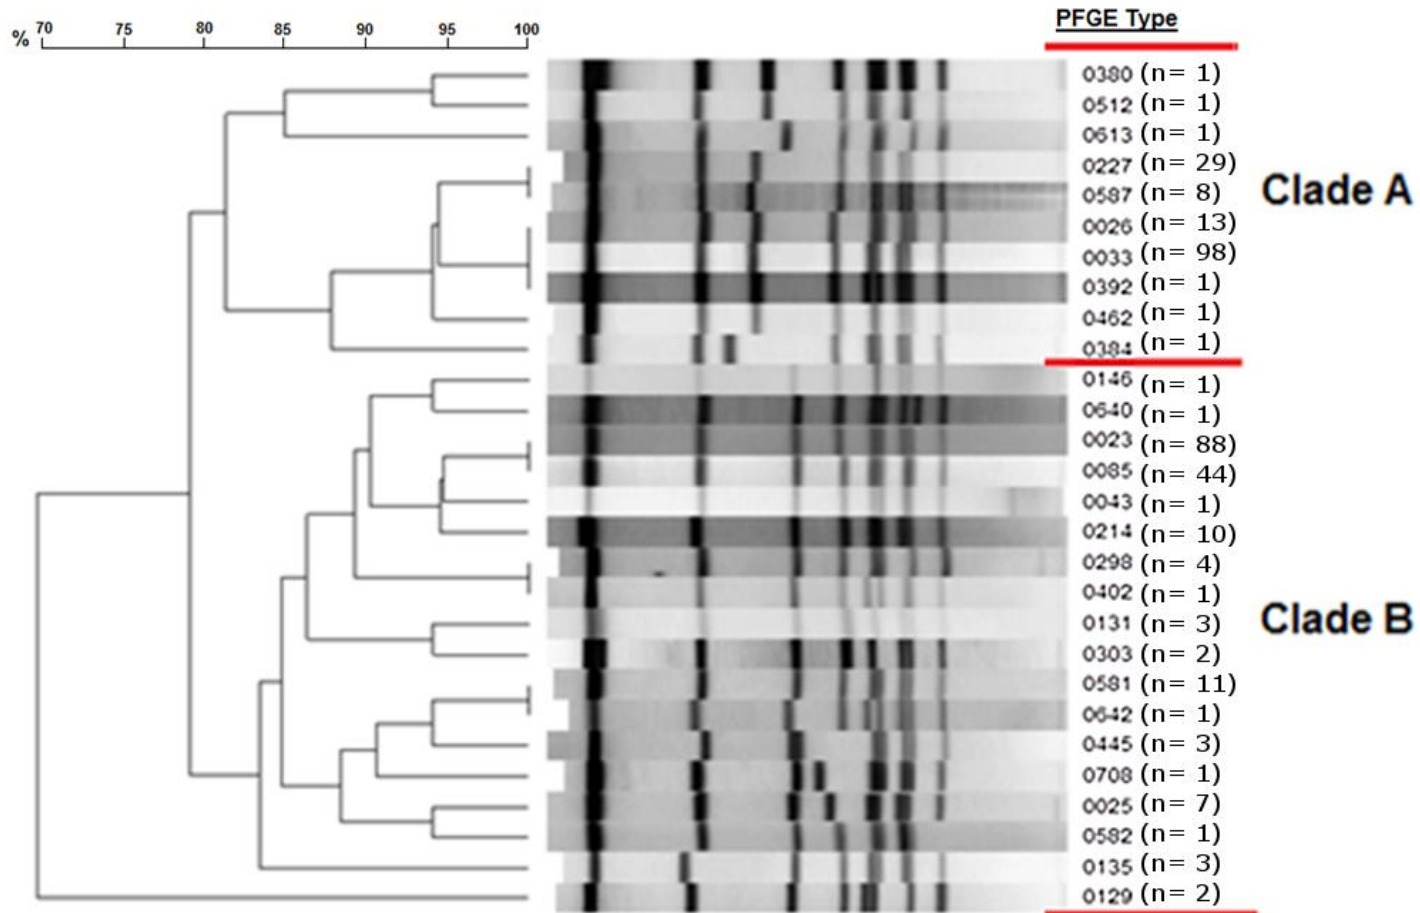 PFGE Type
% 70 75 80 85 90 95 100
0380 (n= 1)
0512 (n= 1)
0613 (n= 1)
0227 (n= 29)
Clade A
0587 (n= 8)
0026 (n= 13)
0033 (n= 98)
0392 (n= 1)
0462 (n= 1)
0384 (n= 1)
0146 (n= 1)
0640 (n= 1)
0023 (n= 88)
0085 (n= 44)
0043 (n= 1)
0214 (n= 10)
0298 (n= 4)
0402 (n= 1)
0131 (n= 3)
Clade B
0303 (n= 2)
0581 (n= 11)
0642 (n= 1)
0445 (n= 3)
0708 (n= 1)
0025 (n= 7)
0582 (n= 1)
0135 (n= 3)
0129 (n= 2)